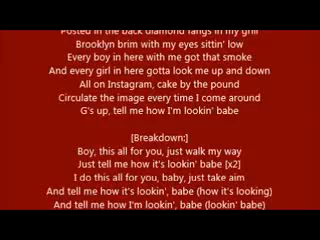 Posted in the back diamond fangs in my grill
Brooklyn brim with my eyes sittin' low
Every boy in here with me got that smoke
And every girl in here gotta look me up and down
All on Instagram, cake by the pound
Circulate the image every time I come around
G's up, tell me how I'm lookin' babe
[Breakdown:]
Boy, this all for you, just walk my way
Just tell me how it's lookin' babe [x2]
I do this all for you, baby, just take aim
And tell me how it's lookin', babe (how it's looking)
And tell me how I'm lookin', babe (lookin' babe)